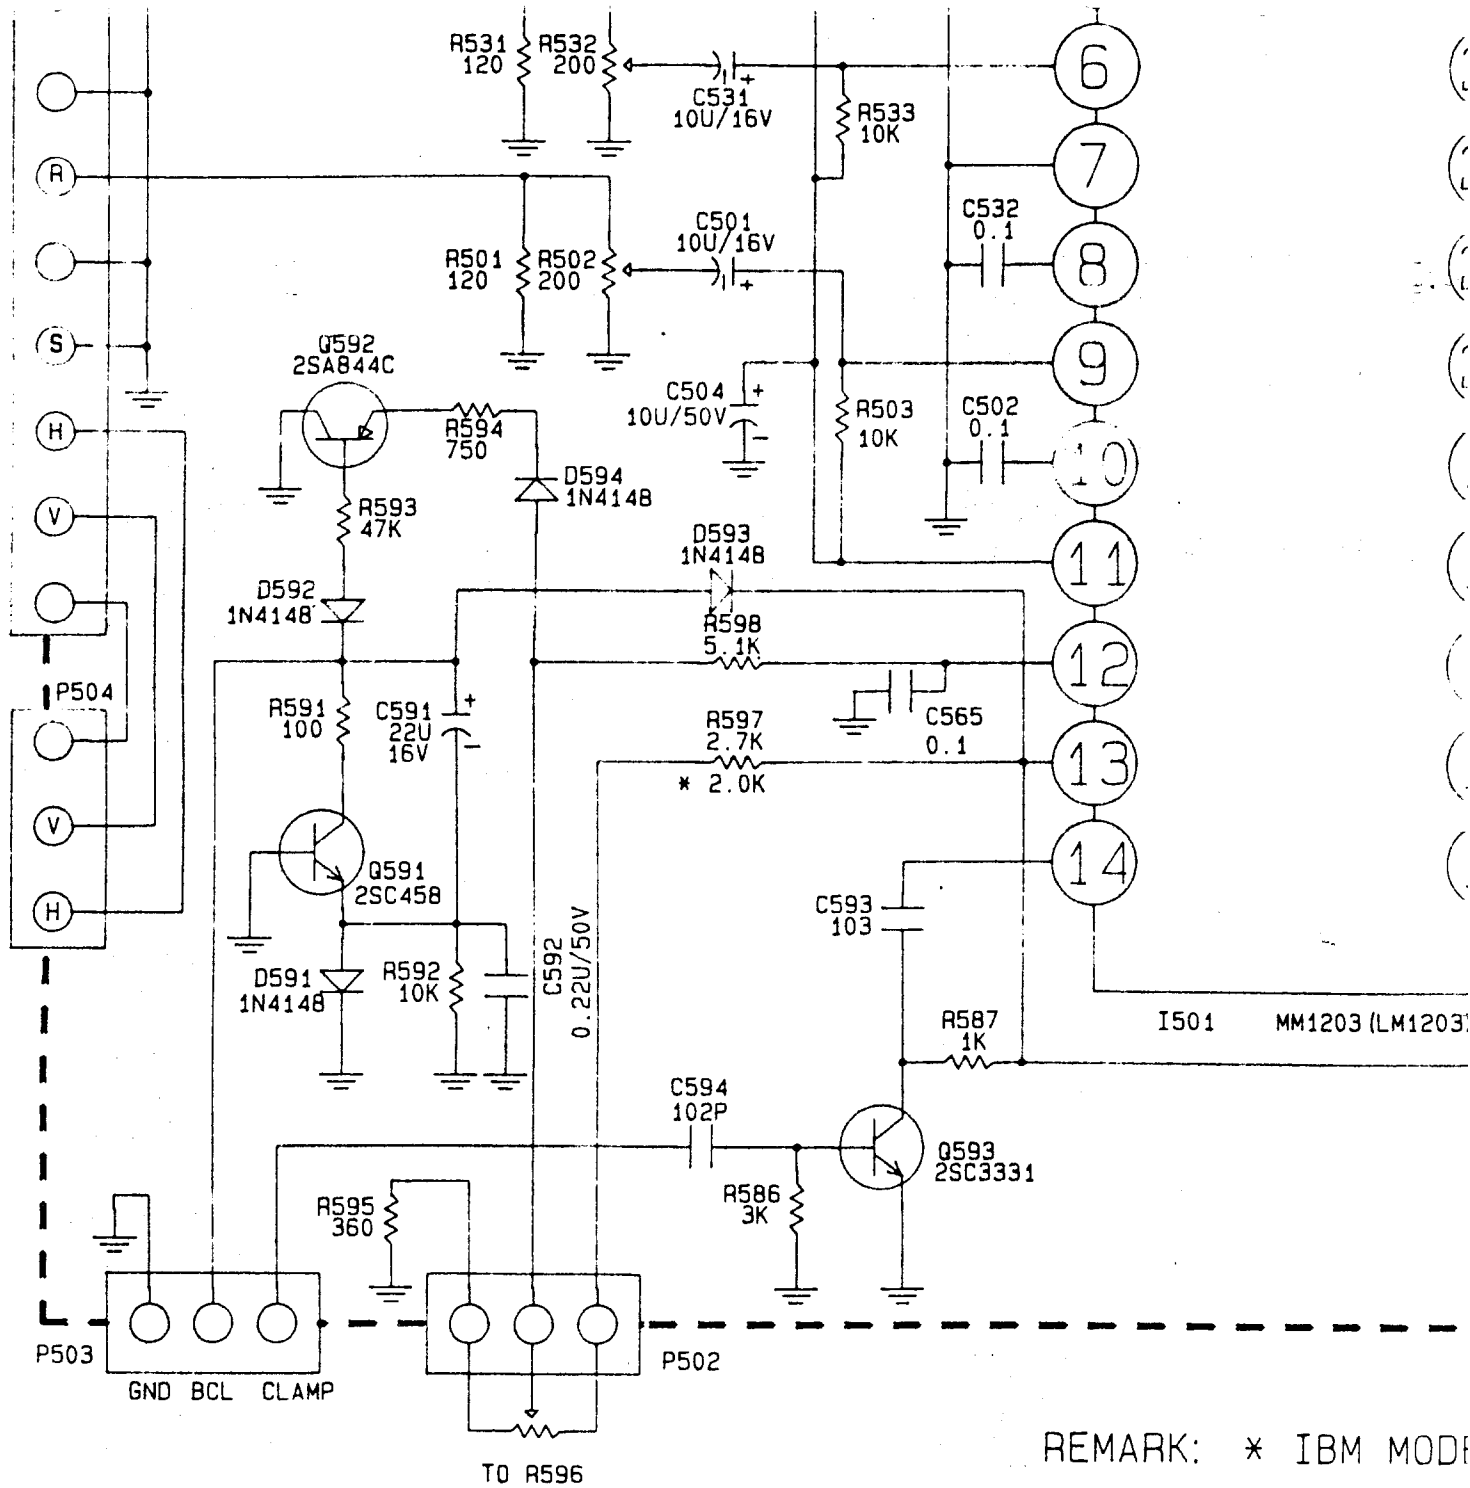 R531
120
R532
200
C531
10U/16V
R533
10K
6
7
R
C501
10U/16V
C532
0.1
R501
120
R502
200
8
S
Q592
2SA844C
9
C504
10U/50V
R503
10K
C502
0.1
H
R594
750
10
D594
1N4148
R593
47K
V
D593
1N4148
11
D592
1N4148
R598
5.1K
12
P504
R591
100
C591
22U
16V
C565
0.1
R597
2.7K
* 2.0K
13
V
14
Q591
2SC458
C593
103
H
C592
0.22U/50V
D591
1N4148
R592
10K
R587
1K
I501
MM1203(LM1203)
C594
102P
Q593
2SC3331
R595
360
R586
3K
P503
P502
GND BCL CLAMP
TO R596
REMARK: * IBM